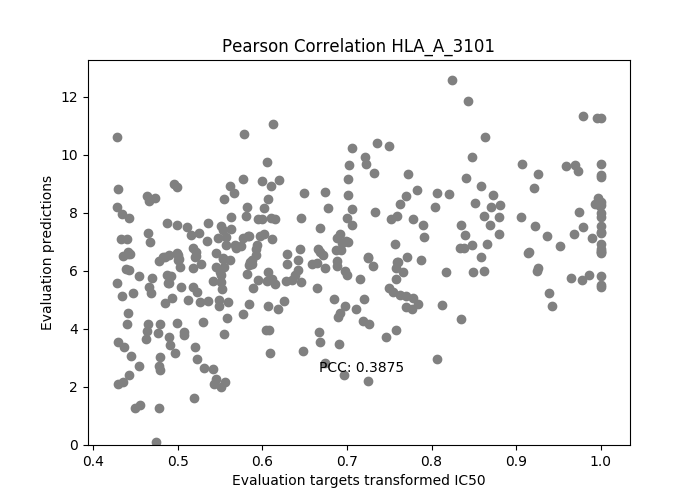 Pearson Correlation HLA_A_3101
12
10
8
6
4
2
0
Evaluation predictions
PCC: 0.3875
0.4 0.5 0.6 0.7 0.8 0.9 1.0
Evaluation targets transformed IC50